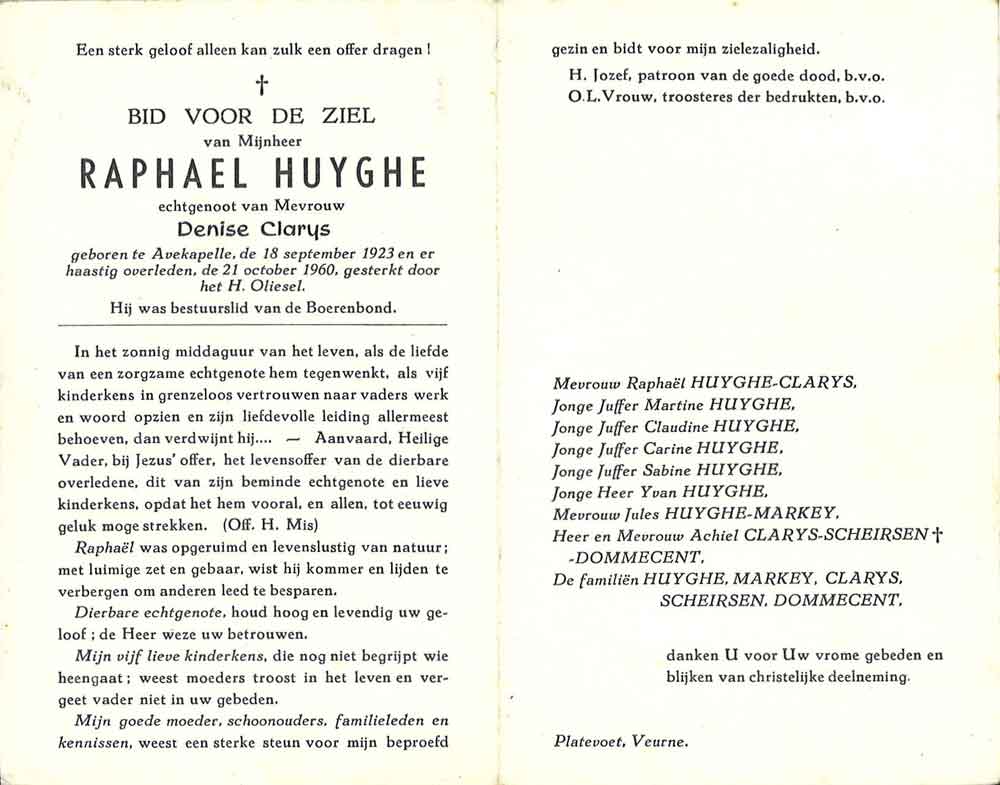 Een sterk geloof alleen kan zulk een offer dragen !
†
BID VOOR DE ZIEL
van Mijnheer
RAPHAEL HUYGHE
echtgenoot van Mevrouw
Denise Clarys
geboren te Avekapelle, de 18 september 1923 en er
haastig overleden, de 21 october 1960, gesterkt door
het H. Oliesel.
Hij was bestuurslid van de Boerenbond.
In het zonnig middaguur van het leven, als de liefde
van een zorgzame echtgenote hem tegenwenkt, als vijf
kinderkens in grenzeloos vertrouwen naar vaders werk
en woord opzien en zijn liefdevolle leiding allermeest
behoeven, dan verdwijnt hij.... — Aanvaard, Heilige
Vader, bij Jezus' offer, het levensoffer van de dierbare
overledene, dit van zijn beminde echtgenote en lieve
kinderkens, opdat het hem vooral, en allen, tot eeuwig
geluk moge strekken. (Off. H. Mis)
Raphaël was opgeruimd en levenslustig van natuur ;
met luimige zet en gebaar, wist hij kommer en lijden te
verbergen om anderen leed te besparen.
Dierbare echtgenote, houd hoog en levendig uw ge-
loof ; de Heer weze uw betrouwen.
Mijn vijf lieve kinderkens, die nog niet begrijpt wie
heengaat ; weest moeders troost in het leven en ver-
geet vader niet in uw gebeden.
Mijn goede moeder, schoonouders, familieleden en
kennissen, weest een sterke steun voor mijn beproefd
gezin en bidt voor mijn zielezaligheid.
H. Jozef, patroon van de goede dood, b.v.o.
O.L.Vrouw, troosteres der bedrukten, b.v.o.
Mevrouw Raphaël HUYGHE-CLARYS,
Jonge Juffer Martine HUYGHE,
Jonge Juffer Claudine HUYGHE,
Jonge Juffer Carine HUYGHE,
Jonge Juffer Sabine HUYGHE,
Jonge Heer Yvan HUYGHE,
Mevrouw Jules HUYGHE-MARKEY,
Heer en Mevrouw Achiel CLARYS-SCHEIRSEN †
-DOMMECENT,
De familiën HUYGHE, MARKEY, CLARYS,
SCHEIRSEN, DOMMECENT,
danken U voor Uw vrome gebeden en
blijken van christelijke deelneming.
Platevoet, Veurne.